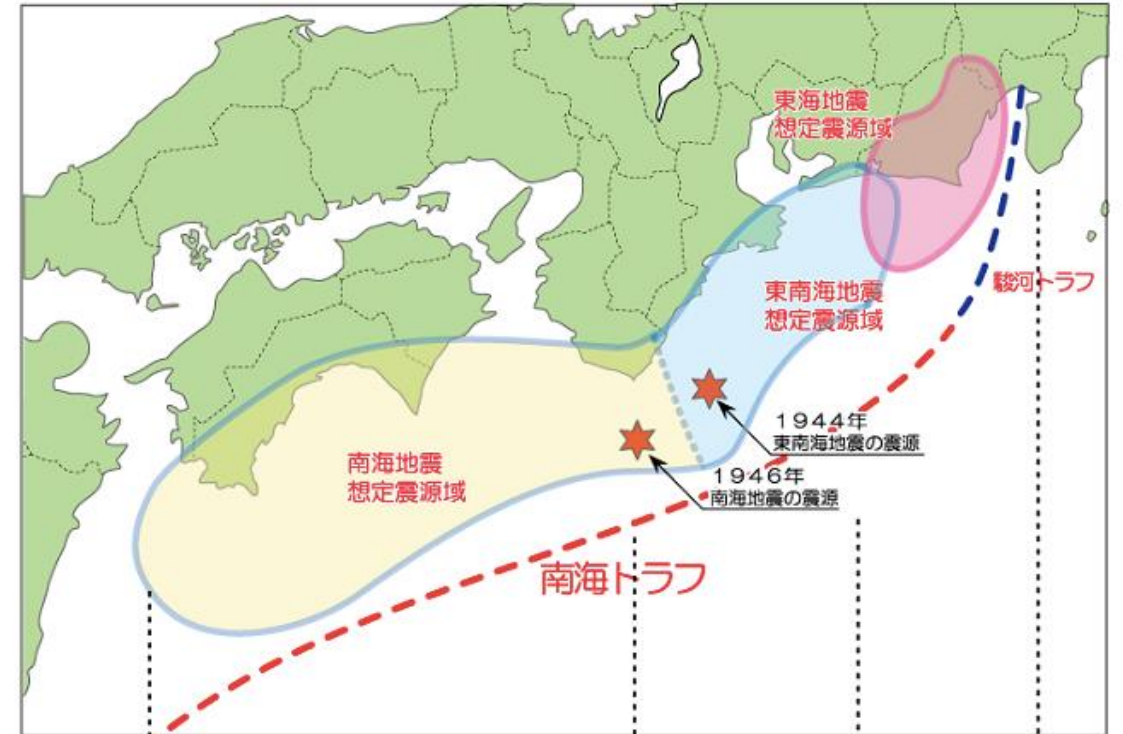 東海地震
想定震源域
駿河トラフ
東南海地震
想定震源域
1944年
東南海地震の震源
南海地震
想定震源域
1946年
南海地震の震源
南海トラフ